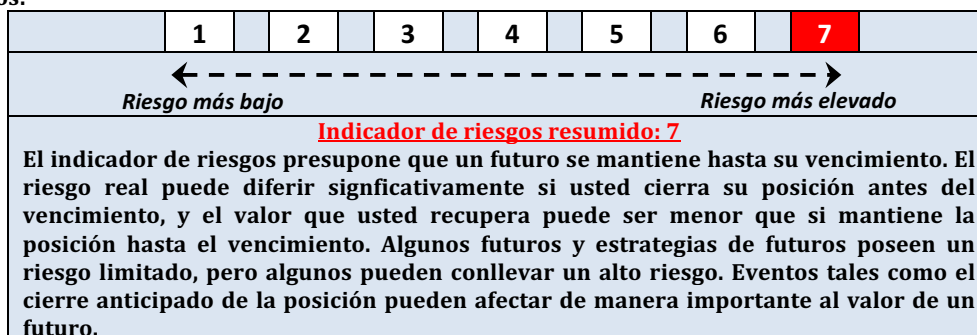 os.
1 2 3 4 5 6 7
Riesgo más bajo Riesgo más elevado
Indicador de riesgos resumido: 7
El indicador de riesgos presupone que un futuro se mantiene hasta su vencimiento. El
riesgo real puede diferir signficativamente si usted cierra su posición antes del
vencimiento, y el valor que usted recupera puede ser menor que si mantiene la
posición hasta el vencimiento. Algunos futuros y estrategias de futuros poseen un
riesgo limitado, pero algunos pueden conllevar un alto riesgo. Eventos tales como el
cierre anticipado de la posición pueden afectar de manera importante al valor de un
futuro.